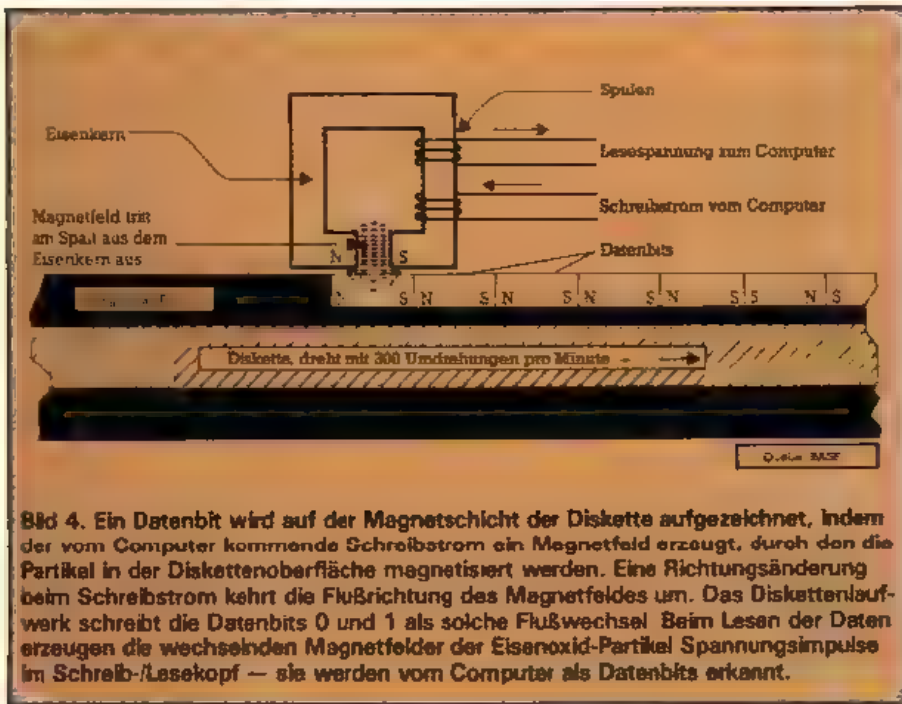 Spulen
Eisenkern
Lesespannung zum Computer
Schreibstrom vom Computer
Magnetfeld tritt
am Spalt aus dem
Eisenkern aus
Datenbits
N S
N S N S N S N S N S S N S
Diskette, dreht mit 300 Umdrehungen pro Minute
Quelle: BASF
Bild 4. Ein Datenbit wird auf der Magnetschicht der Diskette aufgezeichnet, indem
der vom Computer kommende Schreibstrom ein Magnetfeld erzeugt, durch den die
Partikel in der Diskettenoberfläche magnetisiert werden. Eine Richtungsänderung
beim Schreibstrom kehrt die Flußrichtung des Magnetfeldes um. Das Diskettenlauf-
werk schreibt die Datenbits 0 und 1 als solche Flußwechsel. Beim Lesen der Daten
erzeugen die wechselnden Magnetfelder der Eisenoxid-Partikel Spannungsimpulse
im Schreib-/Lesekopf — sie werden vom Computer als Datenbits erkannt.